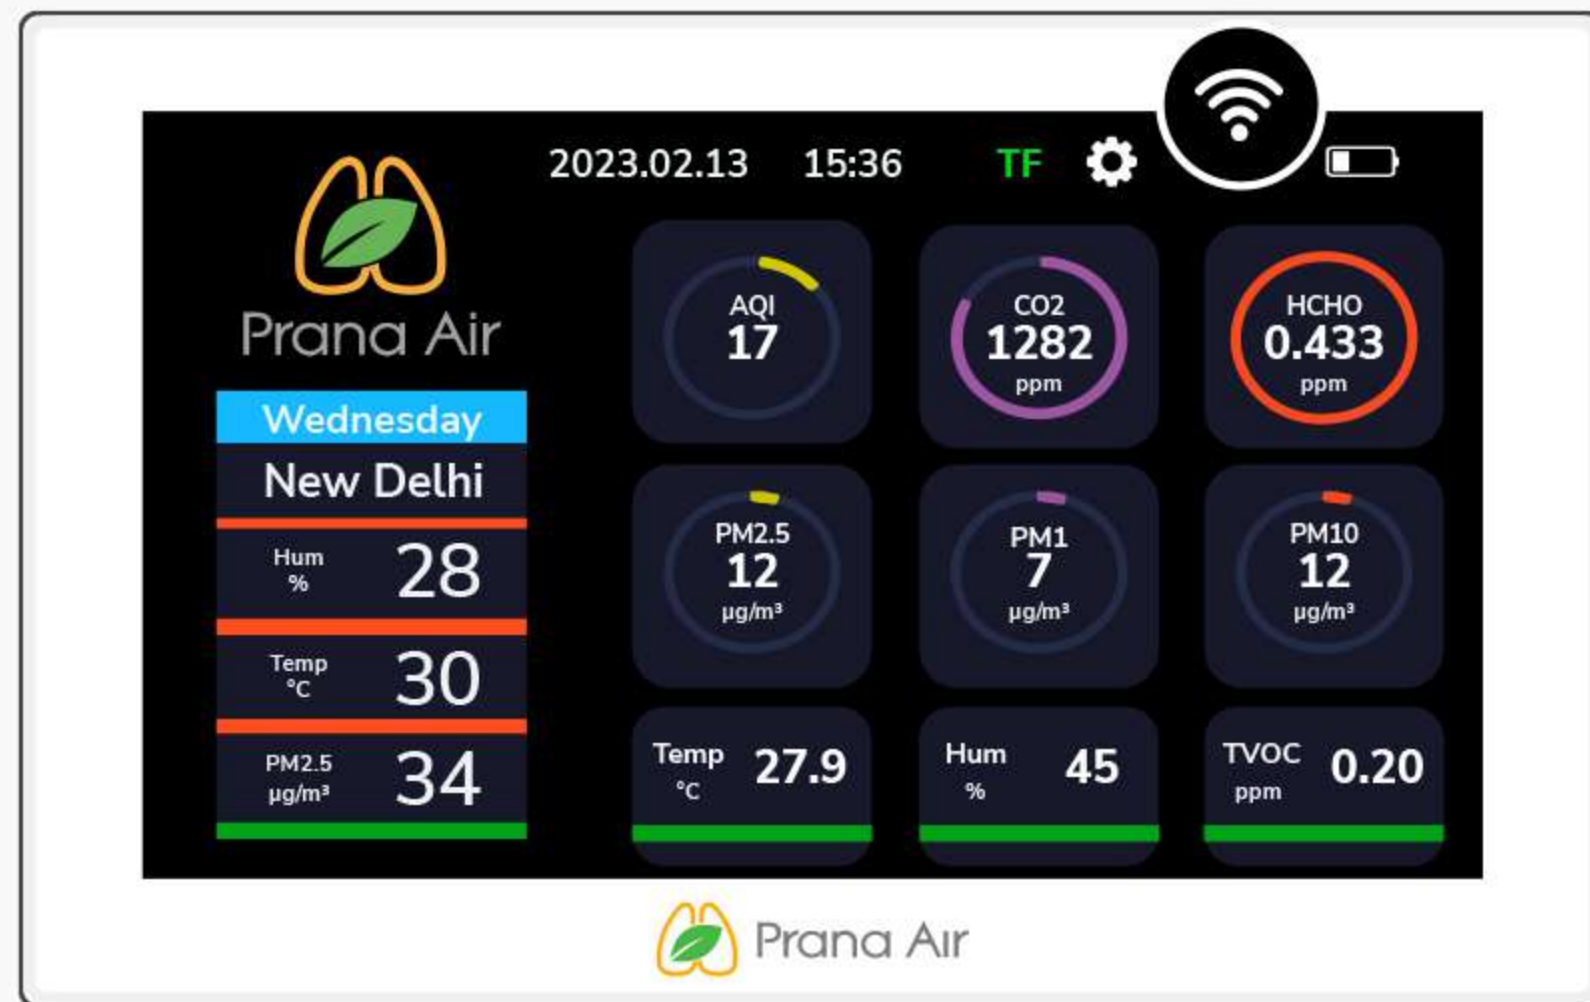 2023.02.13 15:36 TF
Prana Air
Wednesday
New Delhi
Hum
%
28
Temp
°C
30
PM2.5
µg/m³
34
AQI
17
CO2
1282
ppm
HCHO
0.433
ppm
PM2.5
12
µg/m³
PM1
7
µg/m³
PM10
12
µg/m³
Temp
°C
27.9
Hum
%
45
TVOC
ppm
0.20
Prana Air